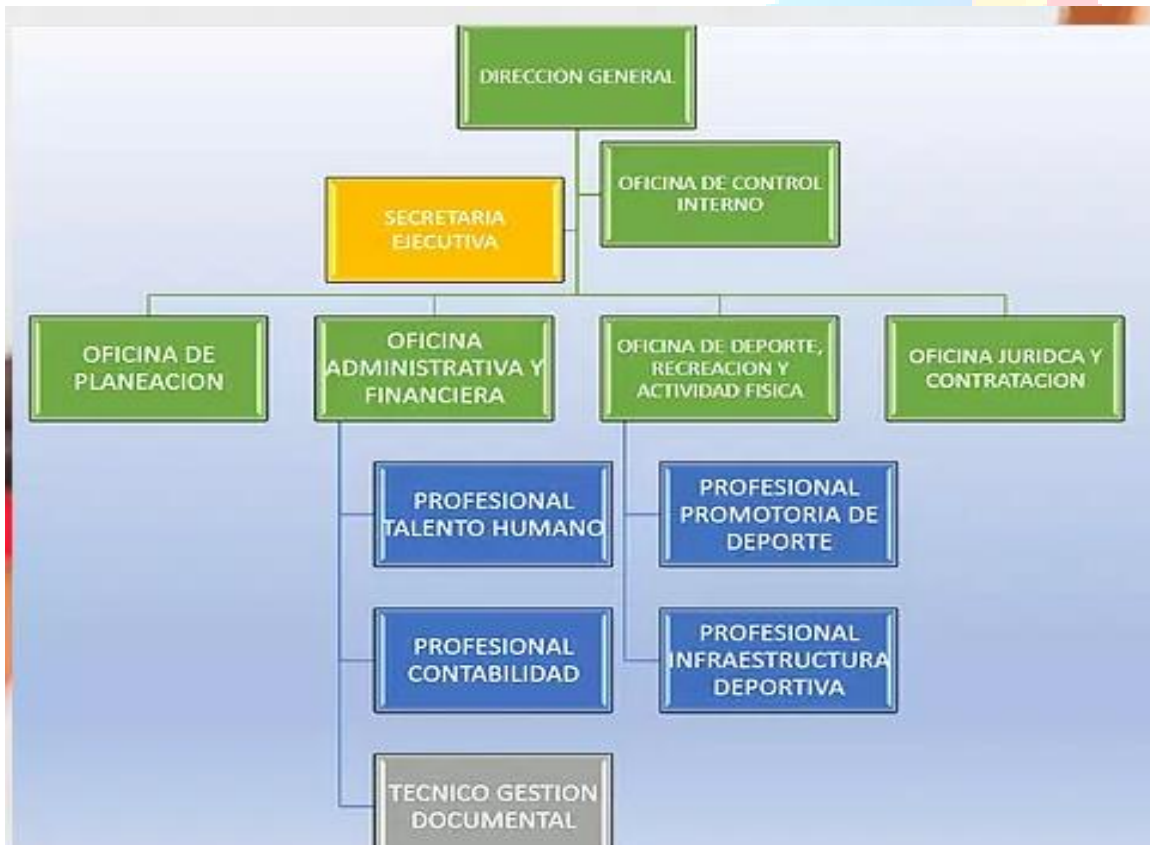 DIRECCION GENERAL
OFICINA DE CONTROL
INTERNO
SECRETARIA
EJECUTIVA
OFICINA DE
PLANEACION
OFICINA
ADMINISTRATIVA Y
FINANCIERA
OFICINA DE DEPORTE,
RECREACION Y
ACTIVIDAD FISICA
OFICINA JURIDCA Y
CONTRATACION
PROFESIONAL
TALENTO HUMANO
PROFESIONAL
PROMOTORIA DE
DEPORTE
PROFESIONAL
CONTABILIDAD
PROFESIONAL
INFRAESTRUCTURA
DEPORTIVA
TECNICO GESTION
DOCUMENTAL